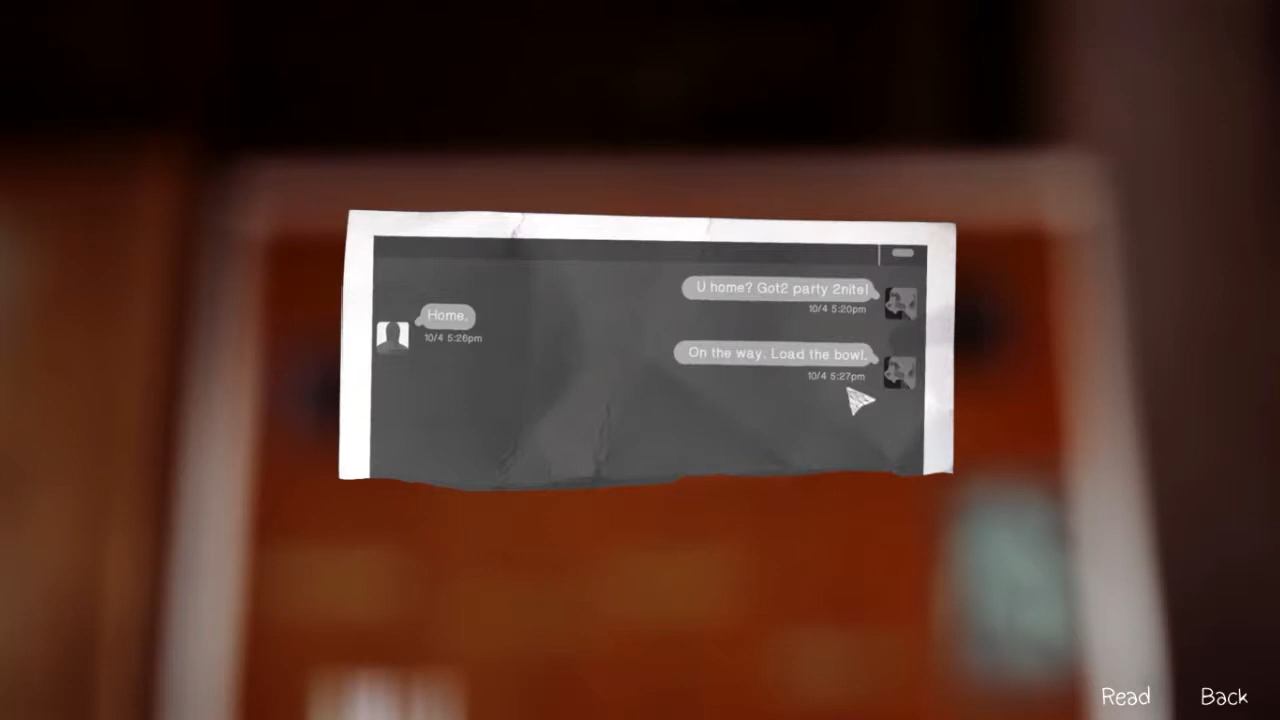 U home? Got2 party 2nite!
10/4 5:20pm
Home.
10/4 5:26pm
On the way. Load the bowl.
10/4 5:27pm
Read
Back